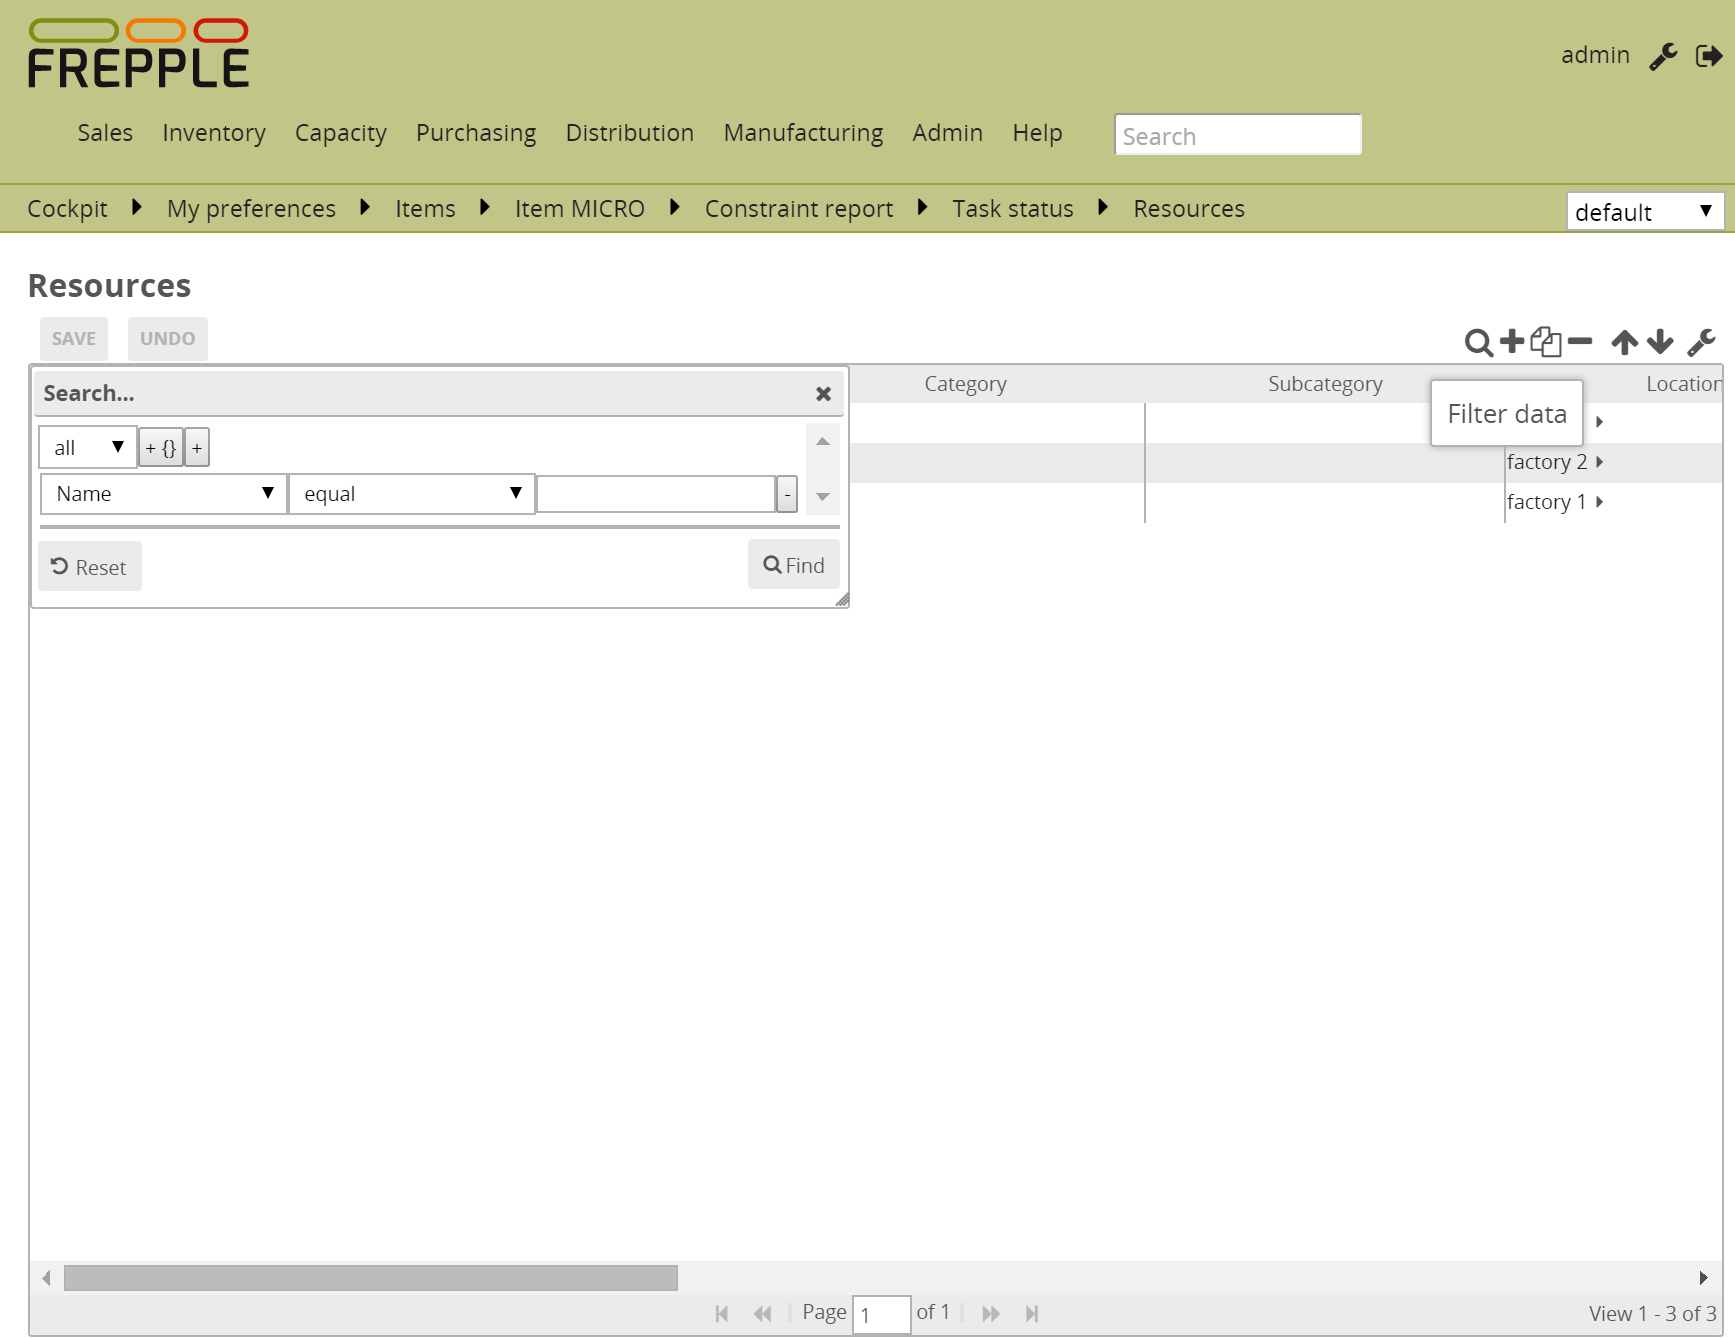 FREPPLE
admin
Sales Inventory Capacity Purchasing Distribution Manufacturing Admin Help Search
Cockpit My preferences Items Item MICRO Constraint report Task status Resources default
Resources
SAVE UNDO
Category Subcategory Location
Filter data
Search...
all + {} +
factory 2
Name equal -
factory 1
Reset Find
Page 1 of 1 View 1 - 3 of 3